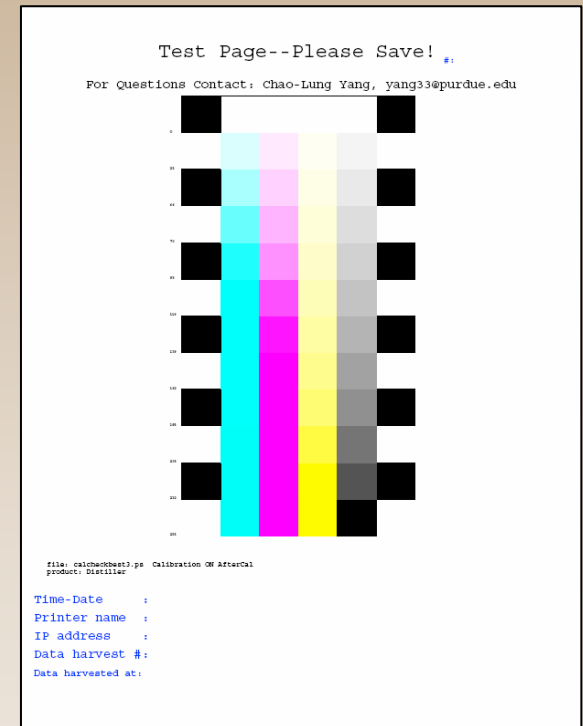 Test Page--Please Save! #:
For Questions Contact: Chao-Lung Yang, yang33@purdue.edu
0
file: calcheckbest3.ps  Calibration ON AfterCal
product: Distiller
Time-Date :
Printer name :
IP address :
Data harvest #:
Data harvested at: